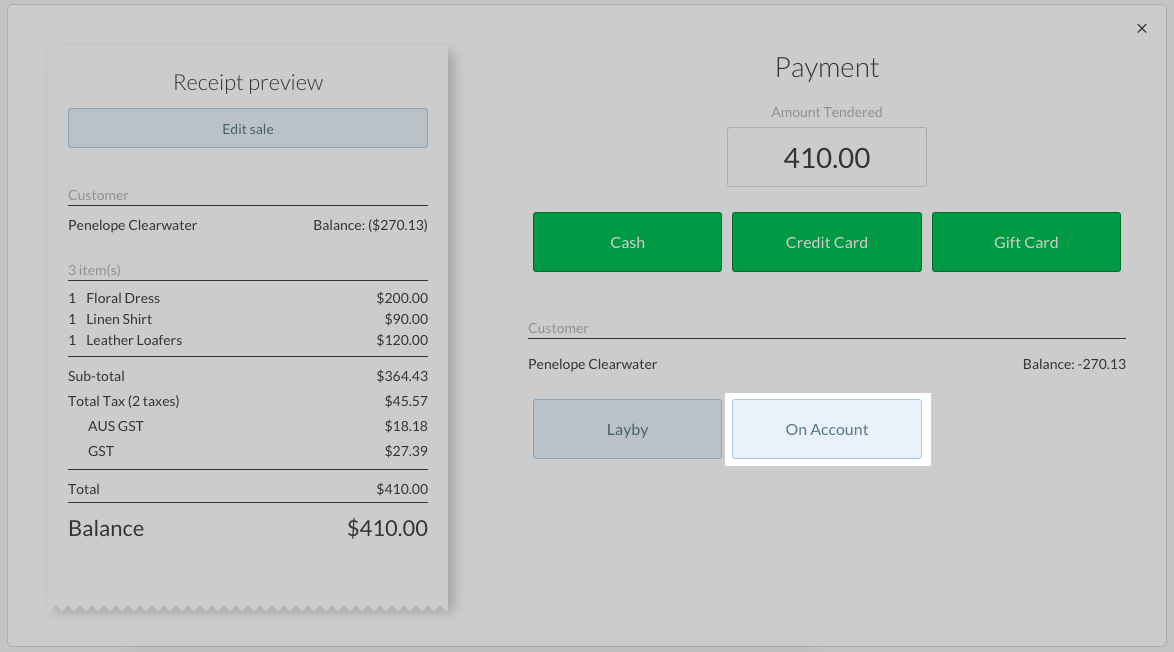 ×
Receipt preview
Edit sale
Customer
Penelope Clearwater Balance: ($270.13)
3 item(s)
1 Floral Dress $200.00
1 Linen Shirt $90.00
1 Leather Loafers $120.00
Sub-total $364.43
Total Tax (2 taxes) $45.57
AUS GST $18.18
GST $27.39
Total $410.00
Balance $410.00
Payment
Amount Tendered
410.00
Cash Credit Card Gift Card
Customer
Penelope Clearwater Balance: -270.13
Layby On Account